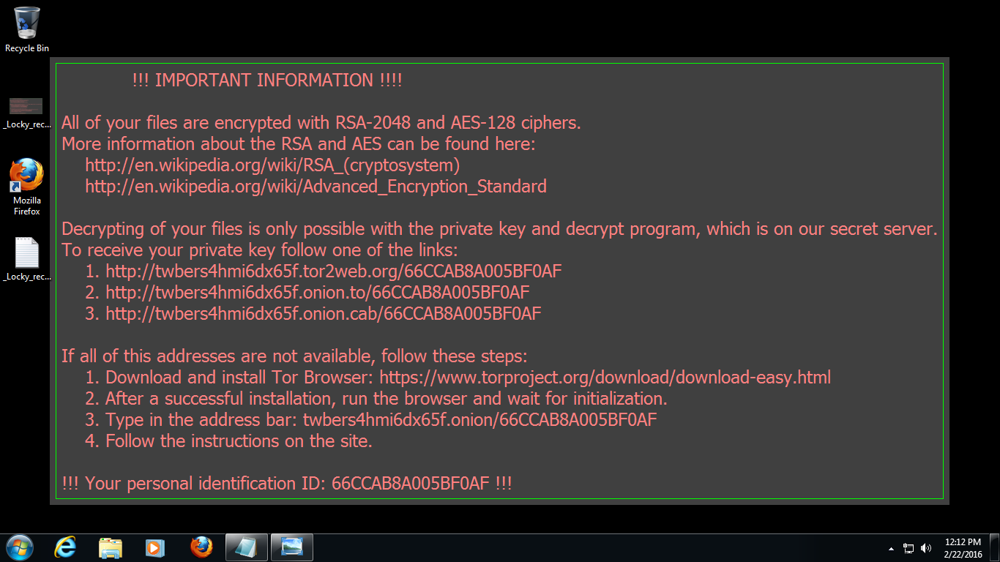 Recycle Bin
_Locky_rec...
Mozilla
Firefox
_Locky_rec...
!!! IMPORTANT INFORMATION !!!!
All of your files are encrypted with RSA-2048 and AES-128 ciphers.
More information about the RSA and AES can be found here:
http://en.wikipedia.org/wiki/RSA_(cryptosystem)
http://en.wikipedia.org/wiki/Advanced_Encryption_Standard
Decrypting of your files is only possible with the private key and decrypt program, which is on our secret server.
To receive your private key follow one of the links:
1. http://twbers4hmi6dx65f.tor2web.org/66CCAB8A005BF0AF
2. http://twbers4hmi6dx65f.onion.to/66CCAB8A005BF0AF
3. http://twbers4hmi6dx65f.onion.cab/66CCAB8A005BF0AF
If all of this addresses are not available, follow these steps:
1. Download and install Tor Browser: https://www.torproject.org/download/download-easy.html
2. After a successful installation, run the browser and wait for initialization.
3. Type in the address bar: twbers4hmi6dx65f.onion/66CCAB8A005BF0AF
4. Follow the instructions on the site.
!!! Your personal identification ID: 66CCAB8A005BF0AF !!!
12:12 PM
2/22/2016